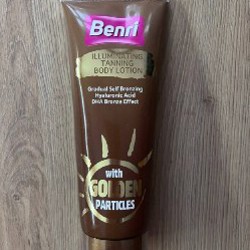 Benri
ILLUMINATING
TANNING
BODY LOTION
Gradual Self Bronzing
Hyaluronic Acid
DHA Bronze Effect
with
GOLDEN
PARTICLES